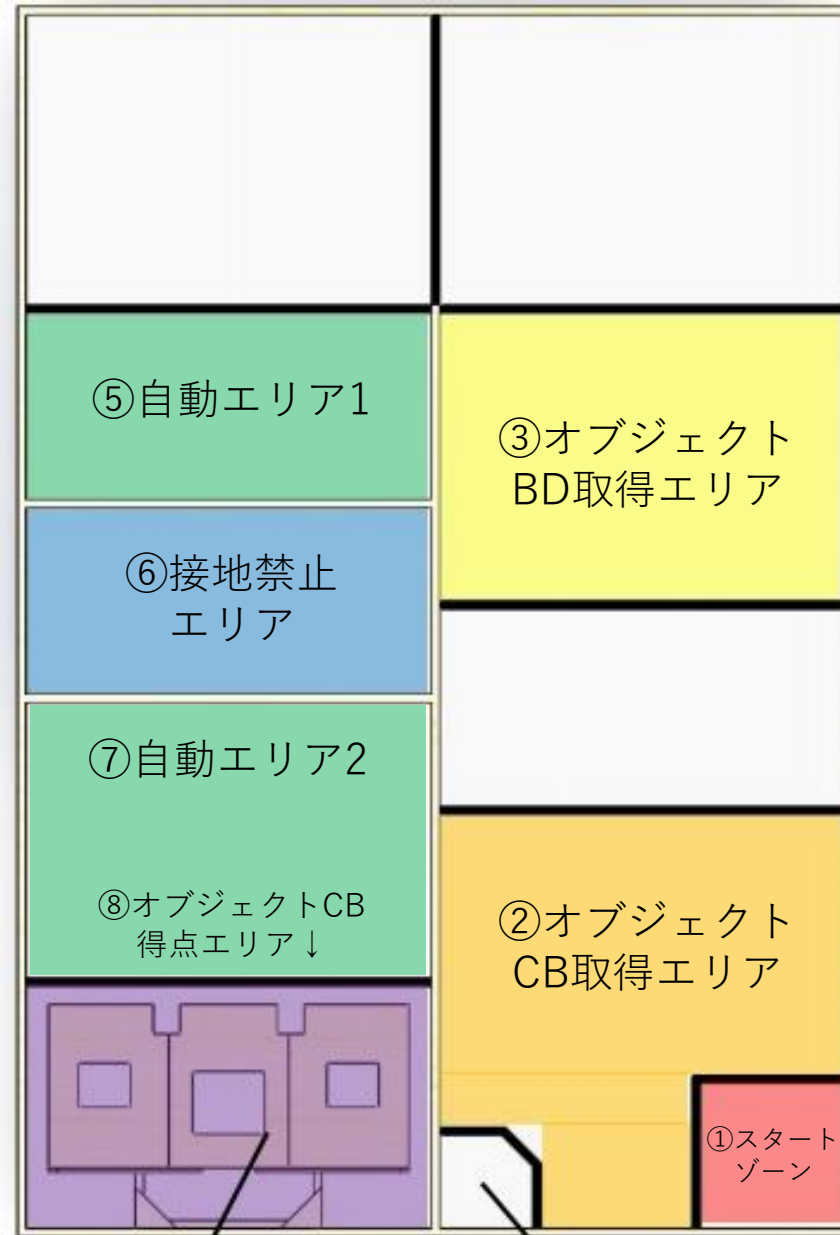 ⑤自動エリア1
③オブジェクト
BD取得エリア
⑥接地禁止
エリア
⑦自動エリア2
⑧オブジェクトCB
得点エリア↓
②オブジェクト
CB取得エリア
①スタート
ゾーン